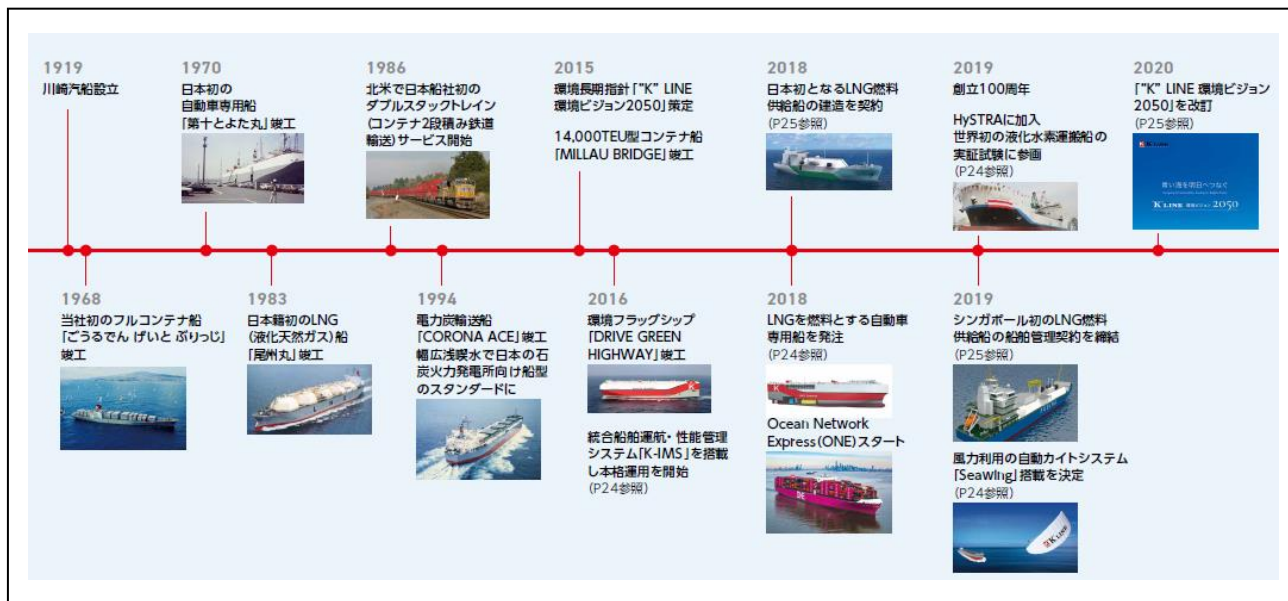 1919
川崎汽船設立
1970
日本初の
自動車専用船
「第十とよた丸」竣工
1986
北米で日本船社初の
ダブルスタックトレイン
(コンテナ2段積み鉄道
輸送)サービス開始
2015
環境長期指針「“K” LINE
環境ビジョン2050」策定
14,000TEU型コンテナ船
「MILLAU BRIDGE」竣工
2018
日本初となるLNG燃料
供給船の建造を契約
(P25参照)
2019
創立100周年
HySTRAに加入
世界初の液化水素運搬船の
実証試験に参画
(P24参照)
2020
「“K” LINE 環境ビジョン
2050」を改訂
(P25参照)
K LINE
青い海を明日へつなぐ
“K” LINE 環境ビジョン 2050
1968
当社初のフルコンテナ船
「ごうるでん げいと ぶりっじ」
竣工
1983
日本籍初のLNG
(液化天然ガス)船
「尾州丸」竣工
1994
電力炭輸送船
「CORONA ACE」竣工
幅広浅喫水で日本の石
炭火力発電所向け船型
のスタンダードに
2016
環境フラッグシップ
「DRIVE GREEN
HIGHWAY」竣工
統合船舶運航・性能管理
システム「K-IMS」を搭載
し本格運用を開始
(P24参照)
2018
LNGを燃料とする自動車
専用船を発注
(P24参照)
Ocean Network
Express(ONE)スタート
2019
シンガポール初のLNG燃料
供給船の船舶管理契約を締結
(P25参照)
風力利用の自動カイトシステム
「Seawing」搭載を決定
(P24参照)
K LINE